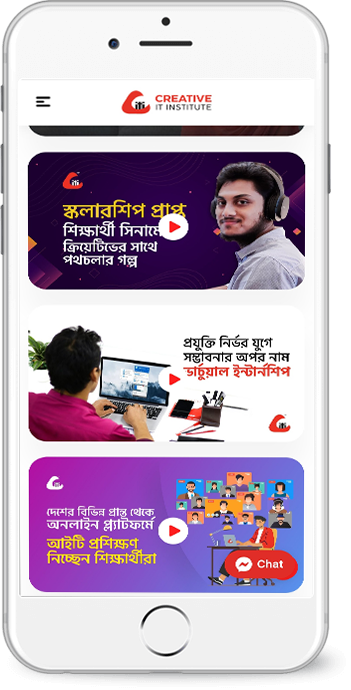 CREATIVE
IT INSTITUTE
স্কলারশিপ প্রাপ্ত
শিক্ষার্থী সিনামে
ক্রিয়েটিভের সাথে
পথচলার গল্প
প্রযুক্তি নির্ভর যুগে
সম্ভাবনার অপর নাম
ভার্চুয়াল ইন্টার্নশিপ
দেশের বিভিন্ন প্রান্ত থেকে
অনলাইন প্ল্যাটফর্মে
আইটি প্রশিক্ষণ
নিচ্ছেন শিক্ষার্থীরা
Chat